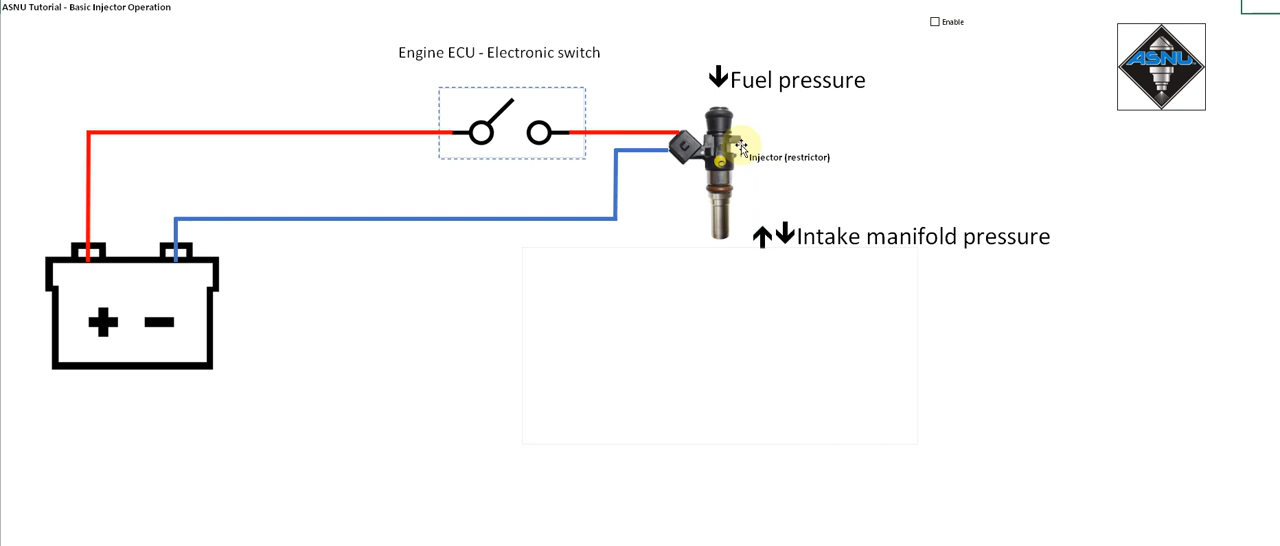 ASNU Tutorial - Basic Injector Operation
Enable
Engine ECU - Electronic switch
ASNU
Fuel pressure
Injector (restrictor)
Intake manifold pressure